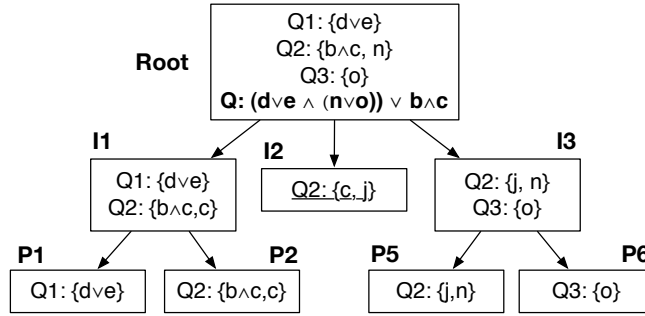 Root
Q1: {d∨e}
Q2: {b∧c, n}
Q3: {o}
Q: (d∨e ∧ (n∨o)) ∨ b∧c
I1
Q1: {d∨e}
Q2: {b∧c,c}
I2
Q2: {c, j}
I3
Q2: {j, n}
Q3: {o}
P1
Q1: {d∨e}
P2
Q2: {b∧c,c}
P5
Q2: {j,n}
P6
Q3: {o}